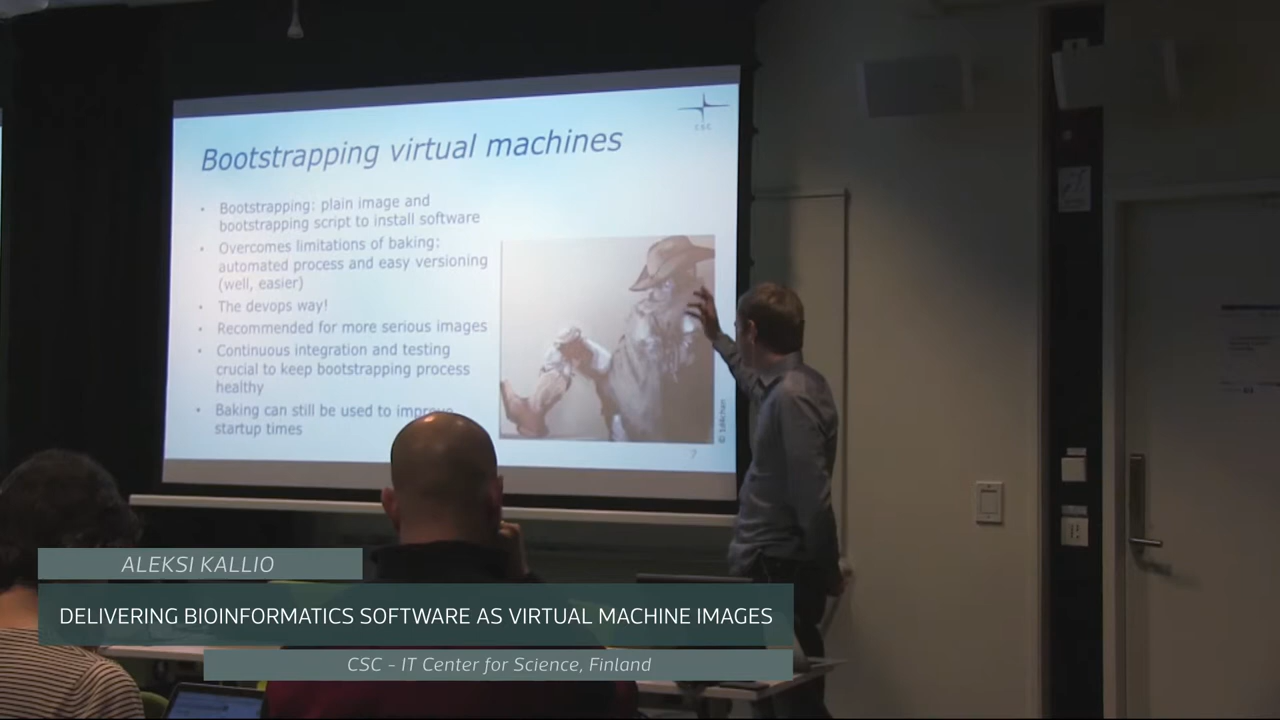 CSC
Bootstrapping virtual machines
• Bootstrapping: plain image and
bootstrapping script to install software
• Overcomes limitations of baking:
automated process and easy versioning
(well, easier)
• The devops way!
• Recommended for more serious images
• Continuous integration and testing
crucial to keep bootstrapping process
healthy
• Baking can still be used to improve
startup times
7
ALEKSI KALLIO
DELIVERING BIOINFORMATICS SOFTWARE AS VIRTUAL MACHINE IMAGES
CSC - IT Center for Science, Finland